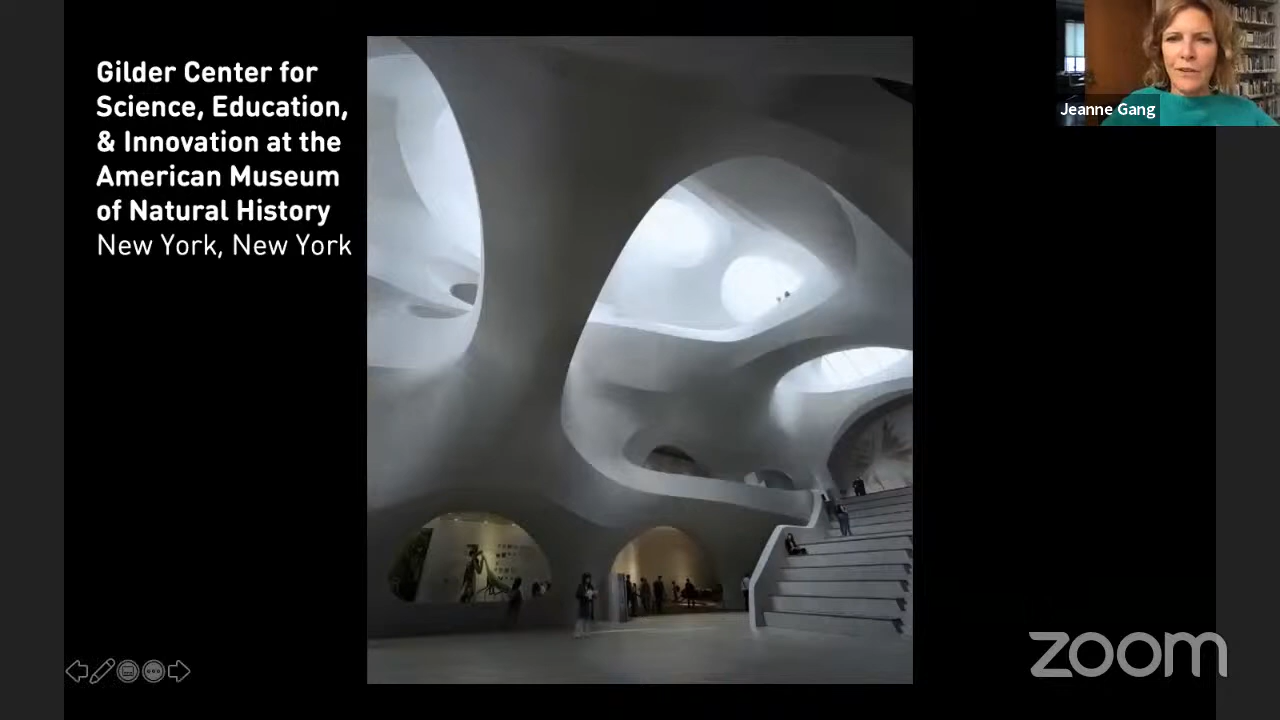 Gilder Center for
Science, Education,
& Innovation at the
American Museum
of Natural History
New York, New York
Jeanne Gang
zoom